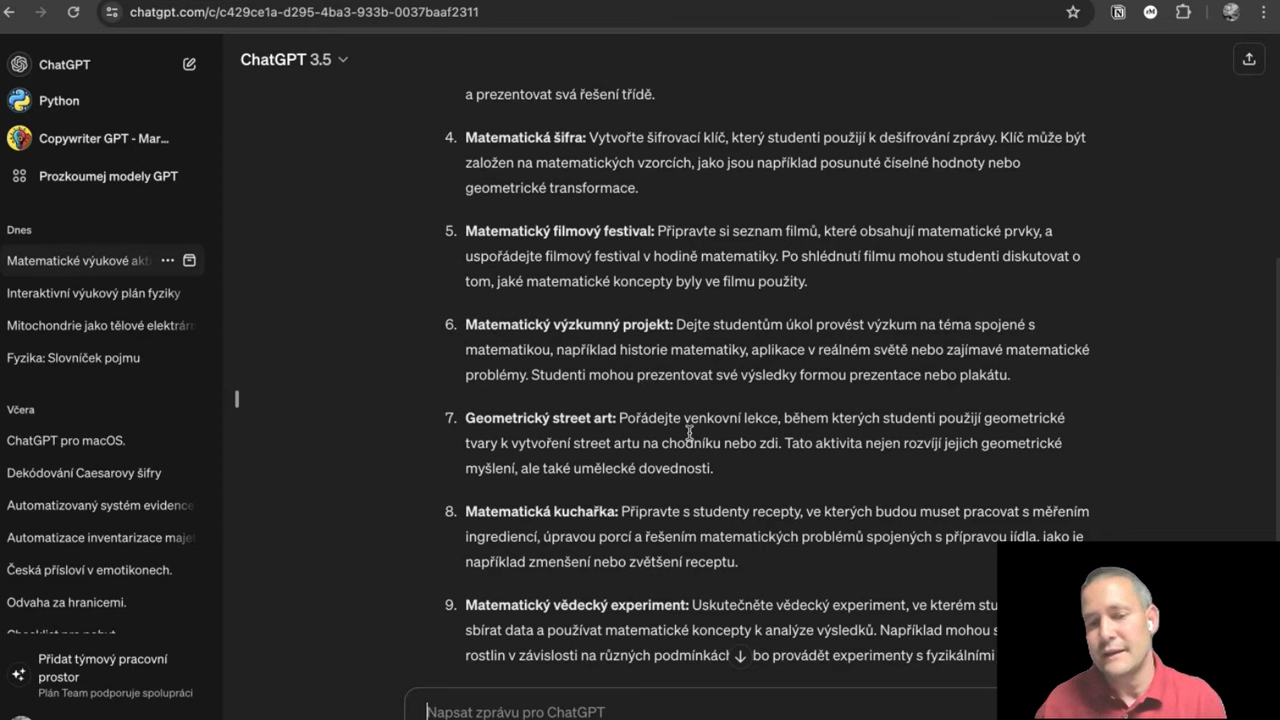 chatgpt.com/c/c429ce1a-d295-4ba3-933b-0037baaf2311
ChatGPT
Python
Copywriter GPT - Mar...
Prozkoumej modely GPT
Dnes
Matematické výukové akti
Interaktivní výukový plán fyziky
Mitochondrie jako tělové elektrárn
Fyzika: Slovníček pojmu
Včera
ChatGPT pro macOS.
Dekódování Caesarovy šifry
Automatizovaný systém evidence
Automatizace inventarizace maje
Česká přísloví v emotikonech.
Odvaha za hranicemi.
Přidat týmový pracovní
prostor
Plán Team podporuje spolupráci
ChatGPT 3.5
a prezentovat svá řešení třídě.
4. Matematická šifra: Vytvořte šifrovací klíč, který studenti použijí k dešifrování zprávy. Klíč může být
založen na matematických vzorcích, jako jsou například posunuté číselné hodnoty nebo
geometrické transformace.
5. Matematický filmový festival: Připravte si seznam filmů, které obsahují matematické prvky, a
uspořádejte filmový festival v hodině matematiky. Po shlédnutí filmu mohou studenti diskutovat o
tom, jaké matematické koncepty byly ve filmu použity.
6. Matematický výzkumný projekt: Dejte studentům úkol provést výzkum na téma spojené s
matematikou, například historie matematiky, aplikace v reálném světě nebo zajímavé matematické
problémy. Studenti mohou prezentovat své výsledky formou prezentace nebo plakátu.
7. Geometrický street art: Pořádejte venkovní lekce, během kterých studenti použijí geometrické
tvary k vytvoření street artu na chodníku nebo zdi. Tato aktivita nejen rozvíjí jejich geometrické
myšlení, ale také umělecké dovednosti.
8. Matematická kuchařka: Připravte s studenty recepty, ve kterých budou muset pracovat s měřením
ingrediencí, úpravou porcí a řešením matematických problémů spojených s přípravou jídla, jako je
například zmenšení nebo zvětšení receptu.
9. Matematický vědecký experiment: Uskutečněte vědecký experiment, ve kterém stu
sbírat data a používat matematické koncepty k analýze výsledků. Například mohou s
rostlin v závislosti na různých podmínkách bo provádět experimenty s fyzikálními
Napsat zprávu pro ChatGPT